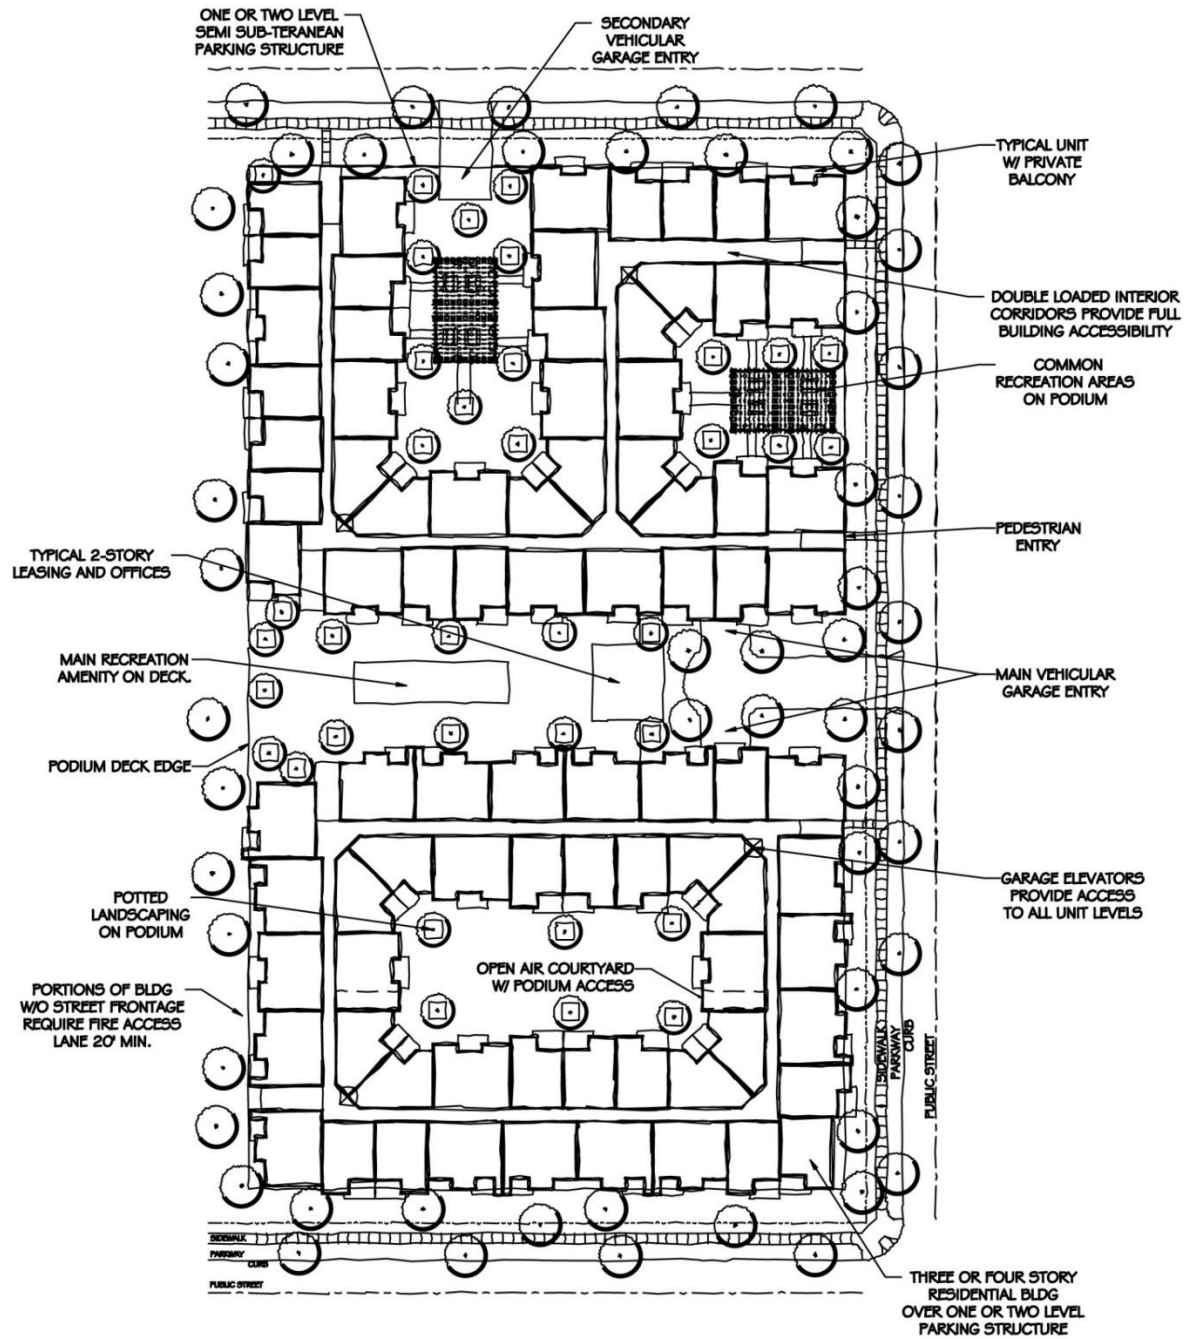 ONE OR TWO LEVEL
SEMI SUB-TERANEAN
PARKING STRUCTURE
SECONDARY
VEHICULAR
GARAGE ENTRY
TYPICAL UNIT
W/ PRIVATE
BALCONY
DOUBLE LOADED INTERIOR
CORRIDORS PROVIDE FULL
BUILDING ACCESSIBILITY
COMMON
RECREATION AREAS
ON PODIUM
PEDESTRIAN
ENTRY
TYPICAL 2-STORY
LEASING AND OFFICES
MAIN RECREATION
AMENITY ON DECK.
MAIN VEHICULAR
GARAGE ENTRY
PODIUM DECK EDGE
GARAGE ELEVATORS
PROVIDE ACCESS
TO ALL UNIT LEVELS
POTTED
LANDSCAPING
ON PODIUM
OPEN AIR COURTYARD
W/ PODIUM ACCESS
PORTIONS OF BLDG
W/O STREET FRONTAGE
REQUIRE FIRE ACCESS
LANE 20' MIN.
SIDEWALK
PARKWAY
CURB
PUBLIC STREET
SIDEWALK
PARKWAY
CURB
PUBLIC STREET
THREE OR FOUR STORY
RESIDENTIAL BLDG
OVER ONE OR TWO LEVEL
PARKING STRUCTURE